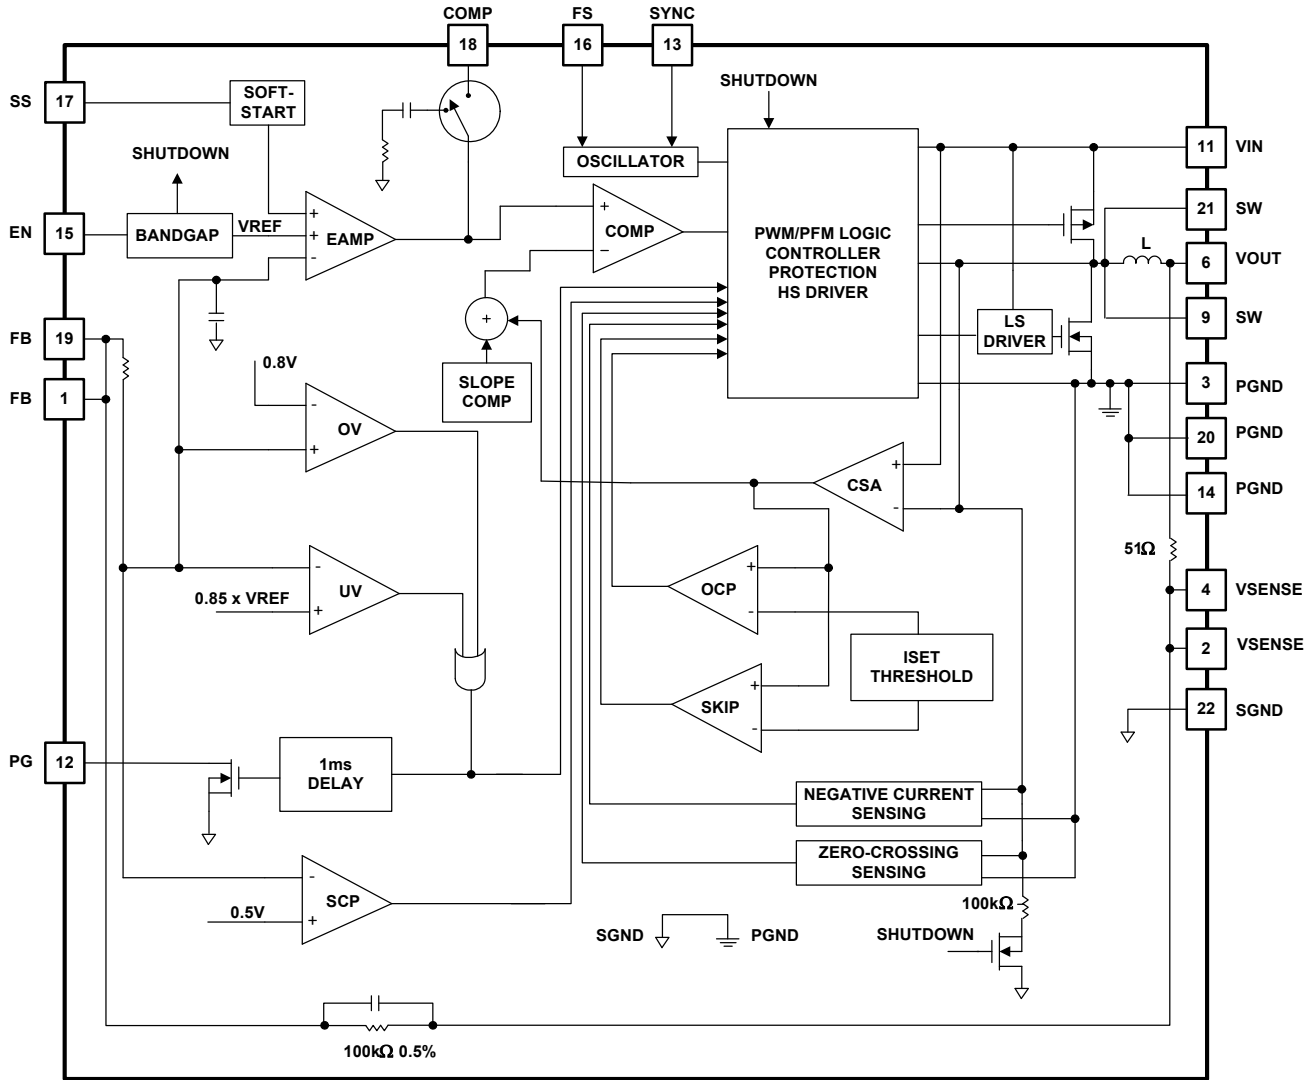 COMP
FS
SYNC
18
16
13
SS
17
SOFT-
START
SHUTDOWN
SHUTDOWN
OSCILLATOR
11
VIN
EN
15
BANDGAP
VREF
+
+
-
EAMP
+
-
COMP
PWM/PFM LOGIC
CONTROLLER
PROTECTION
HS DRIVER
21
SW
L
6
VOUT
9
SW
LS
DRIVER
+
SLOPE
COMP
FB
19
FB
1
0.8V
-
+
OV
3
PGND
20
PGND
14
PGND
CSA
+
-
51Ω
4
VSENSE
2
VSENSE
22
SGND
-
+
UV
0.85 x VREF
OCP
+
-
ISET
THRESHOLD
SKIP
+
-
PG
12
1ms
DELAY
NEGATIVE CURRENT
SENSING
ZERO-CROSSING
SENSING
-
+
SCP
0.5V
100kΩ
SHUTDOWN
SGND
PGND
100kΩ 0.5%